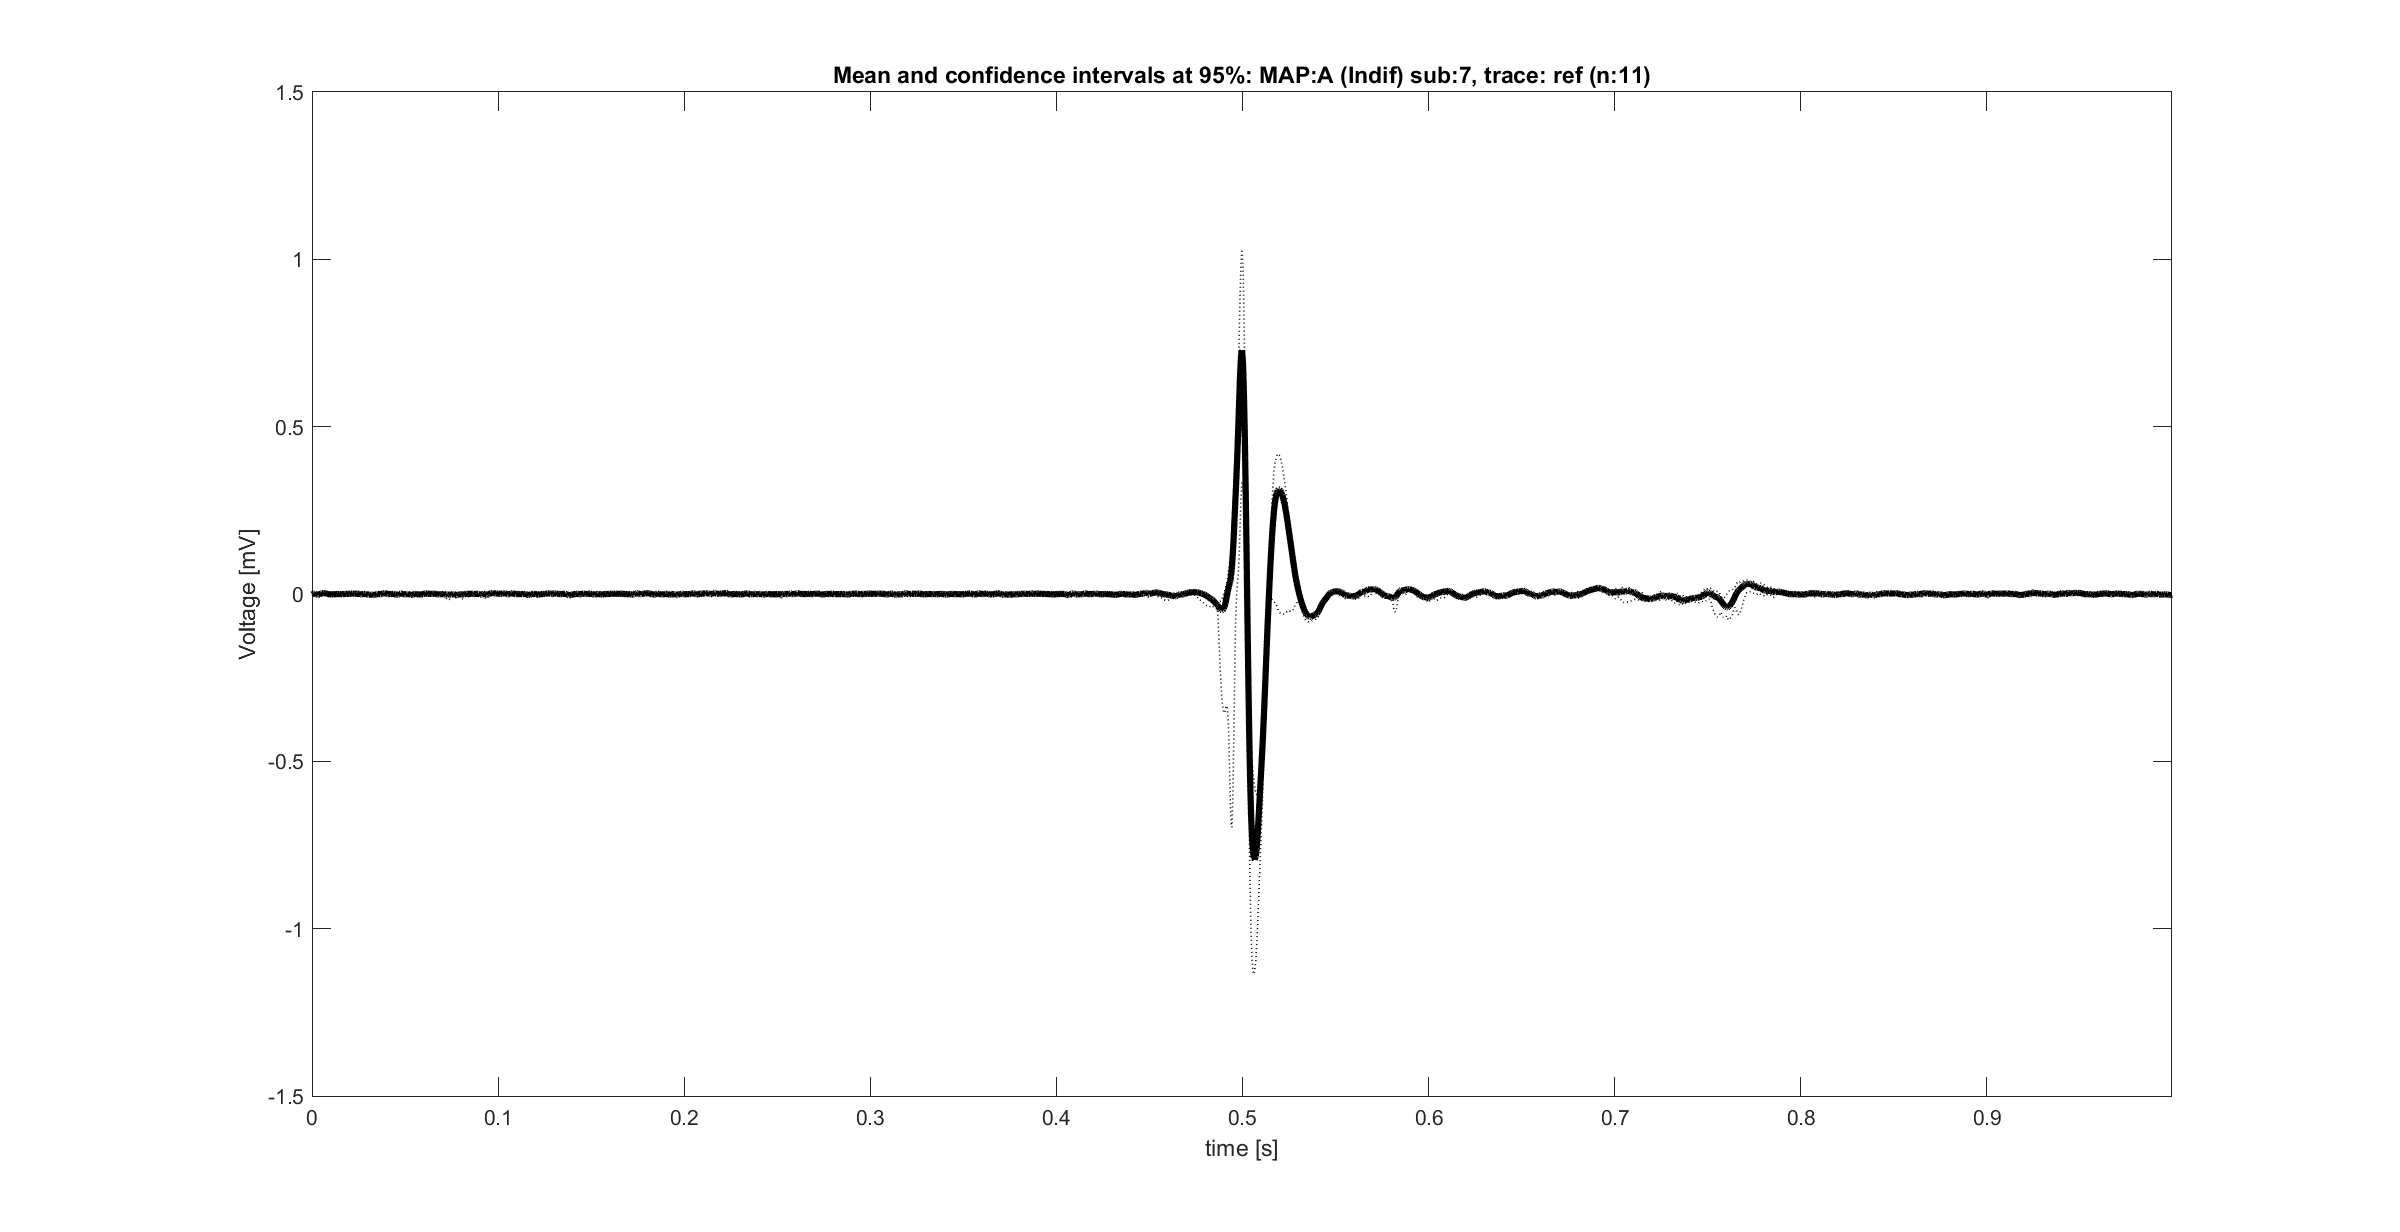 Mean and confidence intervals at 95%: MAP:A (Indif) sub:7, trace: ref (n:11)
1.5
1
0.5
0
-0.5
-1
-1.5
Voltage [mV]
0 0.1 0.2 0.3 0.4 0.5 0.6 0.7 0.8 0.9
time [s]